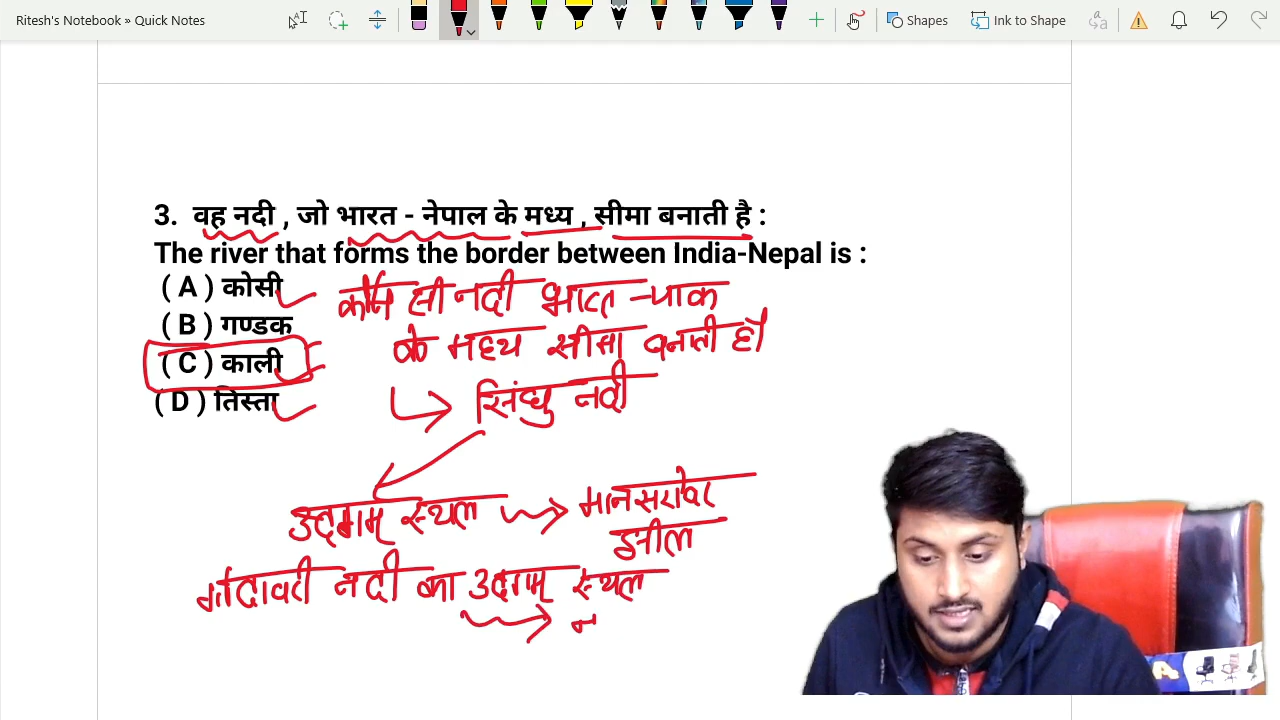 Ritesh's Notebook » Quick Notes
Shapes
Ink to Shape
3. वह नदी , जो भारत - नेपाल के मध्य , सीमा बनाती है :
The river that forms the border between India-Nepal is :
( A ) कोसी
( B ) गण्डक
( C ) काली
( D ) तिस्ता
कौन सी नदी भारत - पाक
के मध्य सीमा बनाती है
सिंधु नदी
उद्गम स्थल
मानसरोवर
झील
गोदावरी नदी का उदगम स्थल